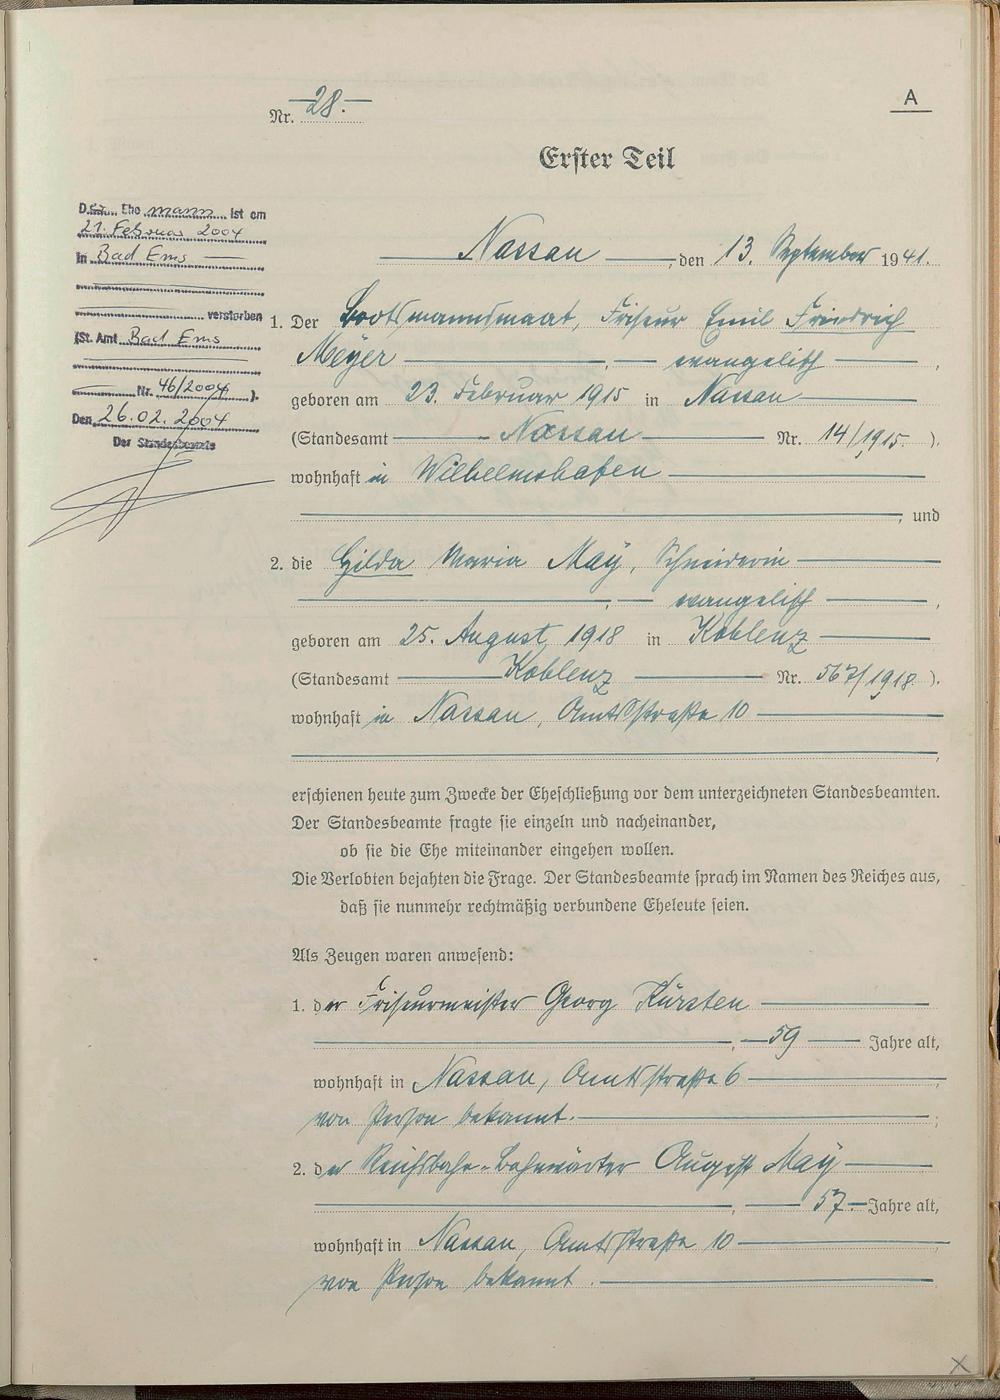 Nr. 28.
A
Erster Teil
Der Ehe mann ist am
21. Februar 2004
in Bad Ems
verstorben
(St. Amt Bad Ems
Nr. 46/2004 ).
Den 26.02.2004
Der Standesbeamte
Nassau, den 13. September 1941.
1. Der Bootsmannsmaat, Friseur Emil Friedrich
Meyer, evangelisch,
geboren am 23. Februar 1915 in Nassau
(Standesamt Nassau Nr. 14/1915. ).
wohnhaft in Wilhelmshafen
, und
2. die Gilda Maria May, Schneiderin
, evangelisch,
geboren am 25. August 1918 in Koblenz
(Standesamt Koblenz Nr. 567/1918 ).
wohnhaft in Nassau, Amtsstraße 10
,
erschienen heute zum Zwecke der Eheschließung vor dem unterzeichneten Standesbeamten.
Der Standesbeamte fragte sie einzeln und nacheinander,
ob sie die Ehe miteinander eingehen wollen.
Die Verlobten bejahten die Frage. Der Standesbeamte sprach im Namen des Reiches aus,
daß sie nunmehr rechtmäßig verbundene Eheleute seien.
Als Zeugen waren anwesend:
1. der Friseurmeister Georg Kürsten
, 59 Jahre alt,
wohnhaft in Nassau, Amtsstraße 6
von Person bekannt. ;
2. der Reichsbahn-Bahnwärter August May
, 57 Jahre alt,
wohnhaft in Nassau, Amtsstraße 10
von Person bekannt.